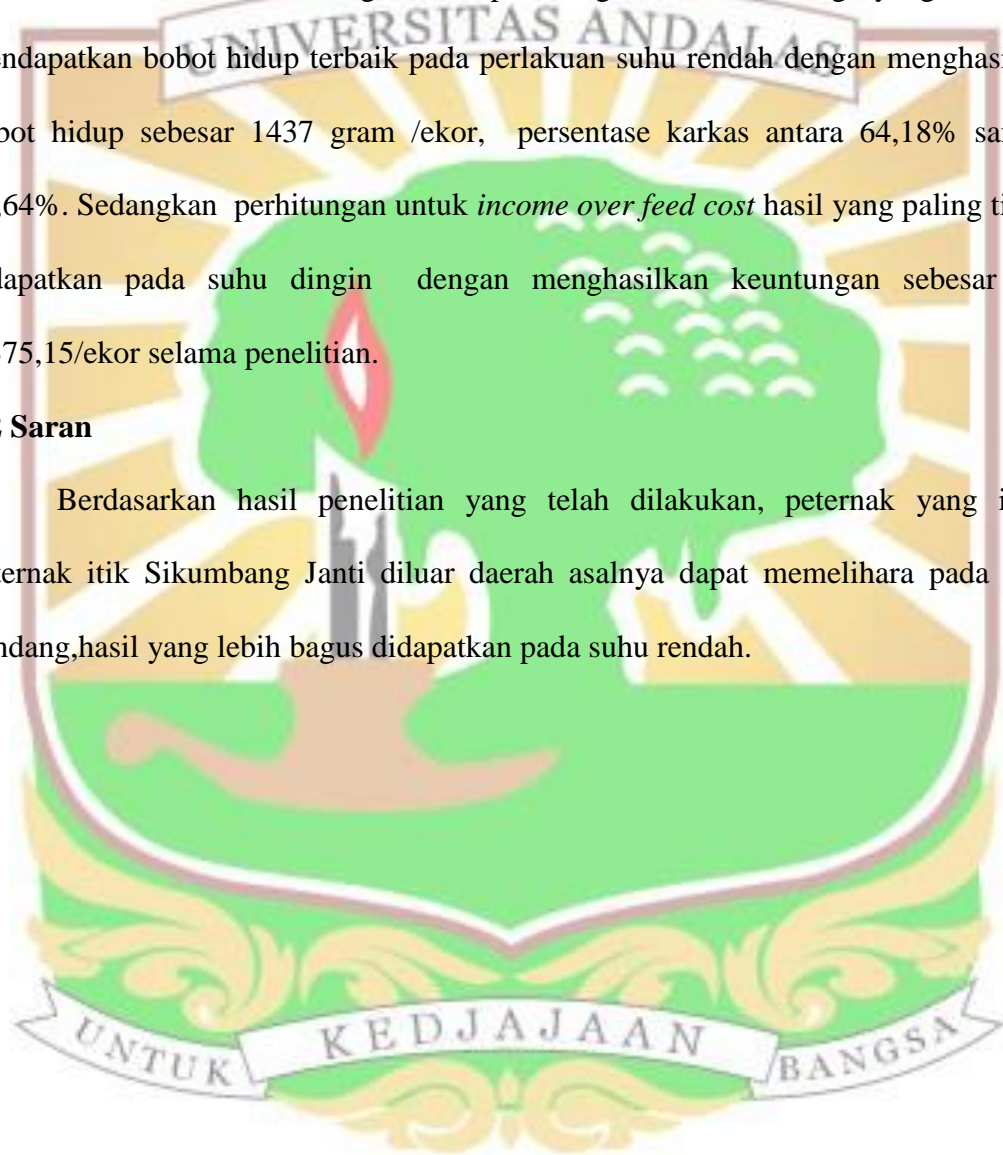 UNIVERSITAS ANDALAS
endapatkan bobot hidup terbaik pada perlakuan suhu rendah dengan menghasi
bot hidup sebesar 1437 gram /ekor, persentase karkas antara 64,18% sa
,64%. Sedangkan perhitungan untuk income over feed cost hasil yang paling ti
dapatkan pada suhu dingin dengan menghasilkan keuntungan sebesar
75,15/ekor selama penelitian.
Saran
Berdasarkan hasil penelitian yang telah dilakukan, peternak yang i
ternak itik Sikumbang Janti diluar daerah asalnya dapat memelihara pada
ndang,hasil yang lebih bagus didapatkan pada suhu rendah.
UNTUK KEDJAJAAN BANGSA